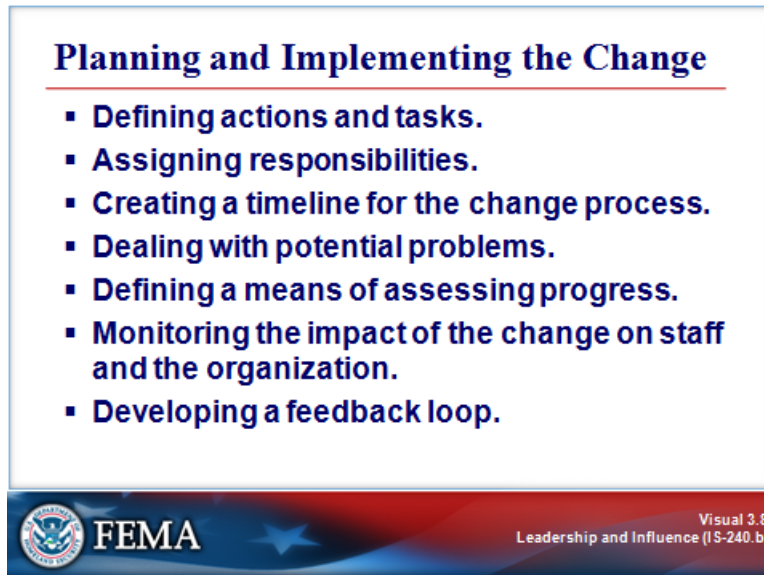 Planning and Implementing the Change
▪ Defining actions and tasks.
▪ Assigning responsibilities.
▪ Creating a timeline for the change process.
▪ Dealing with potential problems.
▪ Defining a means of assessing progress.
▪ Monitoring the impact of the change on staff
and the organization.
▪ Developing a feedback loop.
FEMA
Visual 3.8
Leadership and Influence (IS-240.b